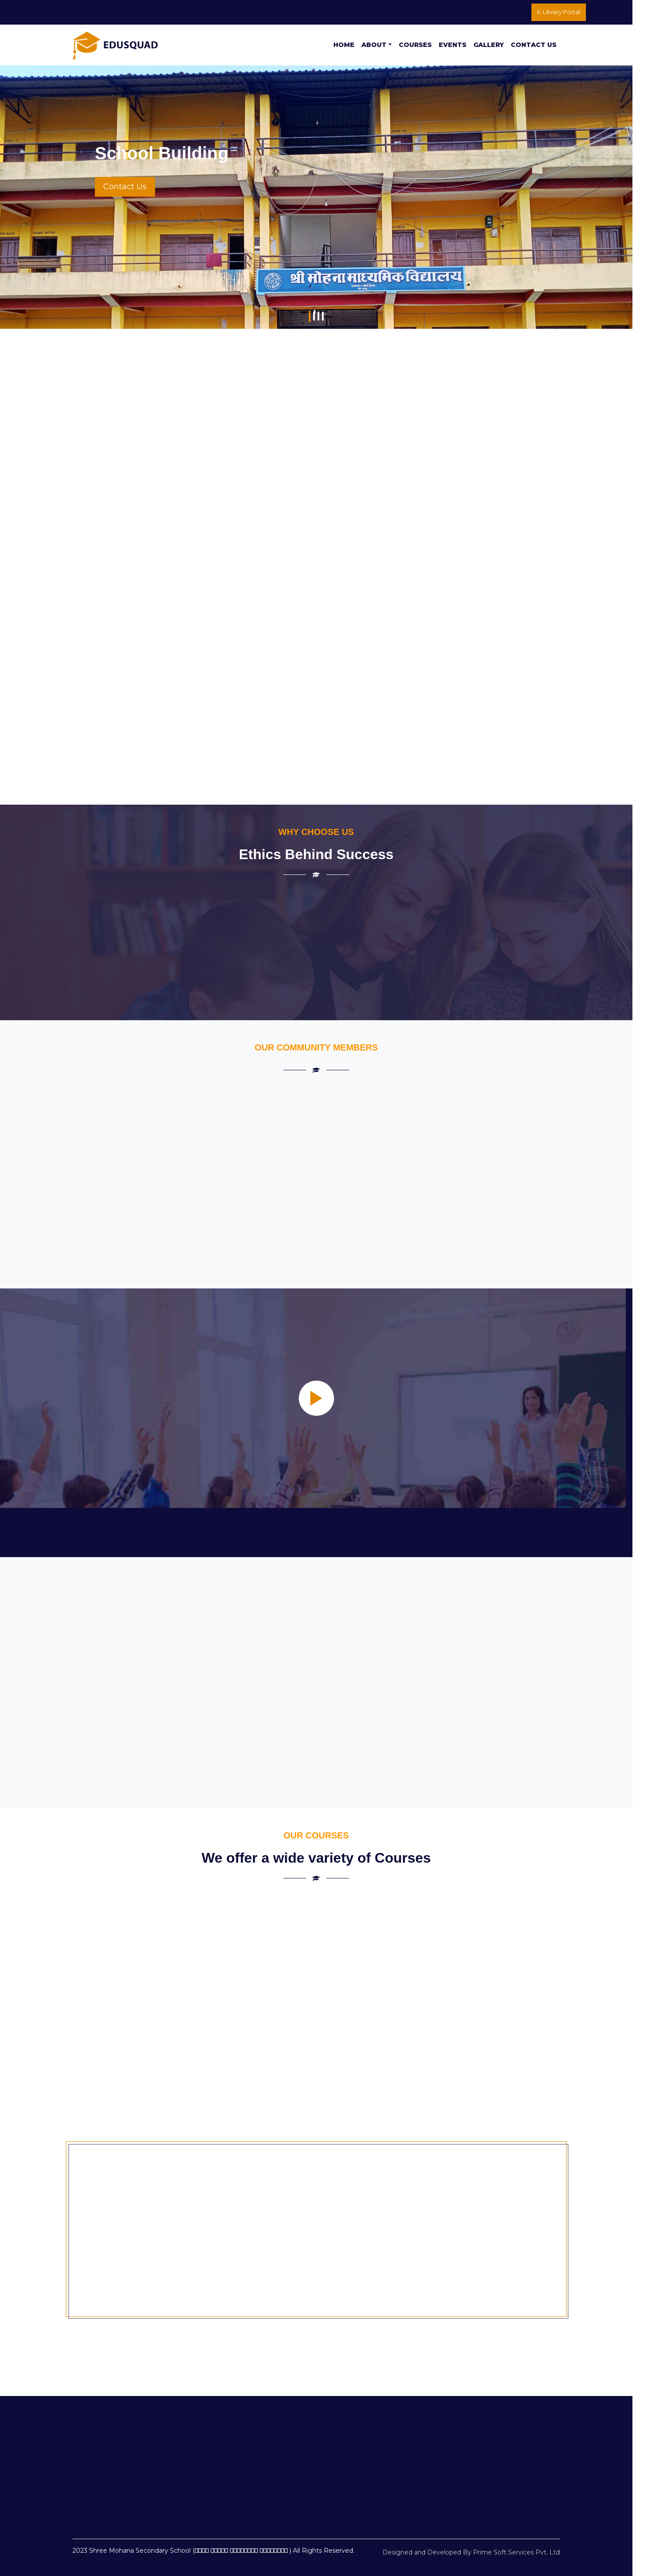 E-Library Portal
EDUSQUAD
HOME ABOUT COURSES EVENTS GALLERY CONTACT US
School Building
Contact Us
श्री मोहना माध्यमिक विद्यालय
WHY CHOOSE US
Ethics Behind Success
OUR COMMUNITY MEMBERS
OUR COURSES
We offer a wide variety of Courses
2023 Shree Mohana Secondary School ( ) All Rights Reserved.
Designed and Developed By Prime Soft Services Pvt. Ltd